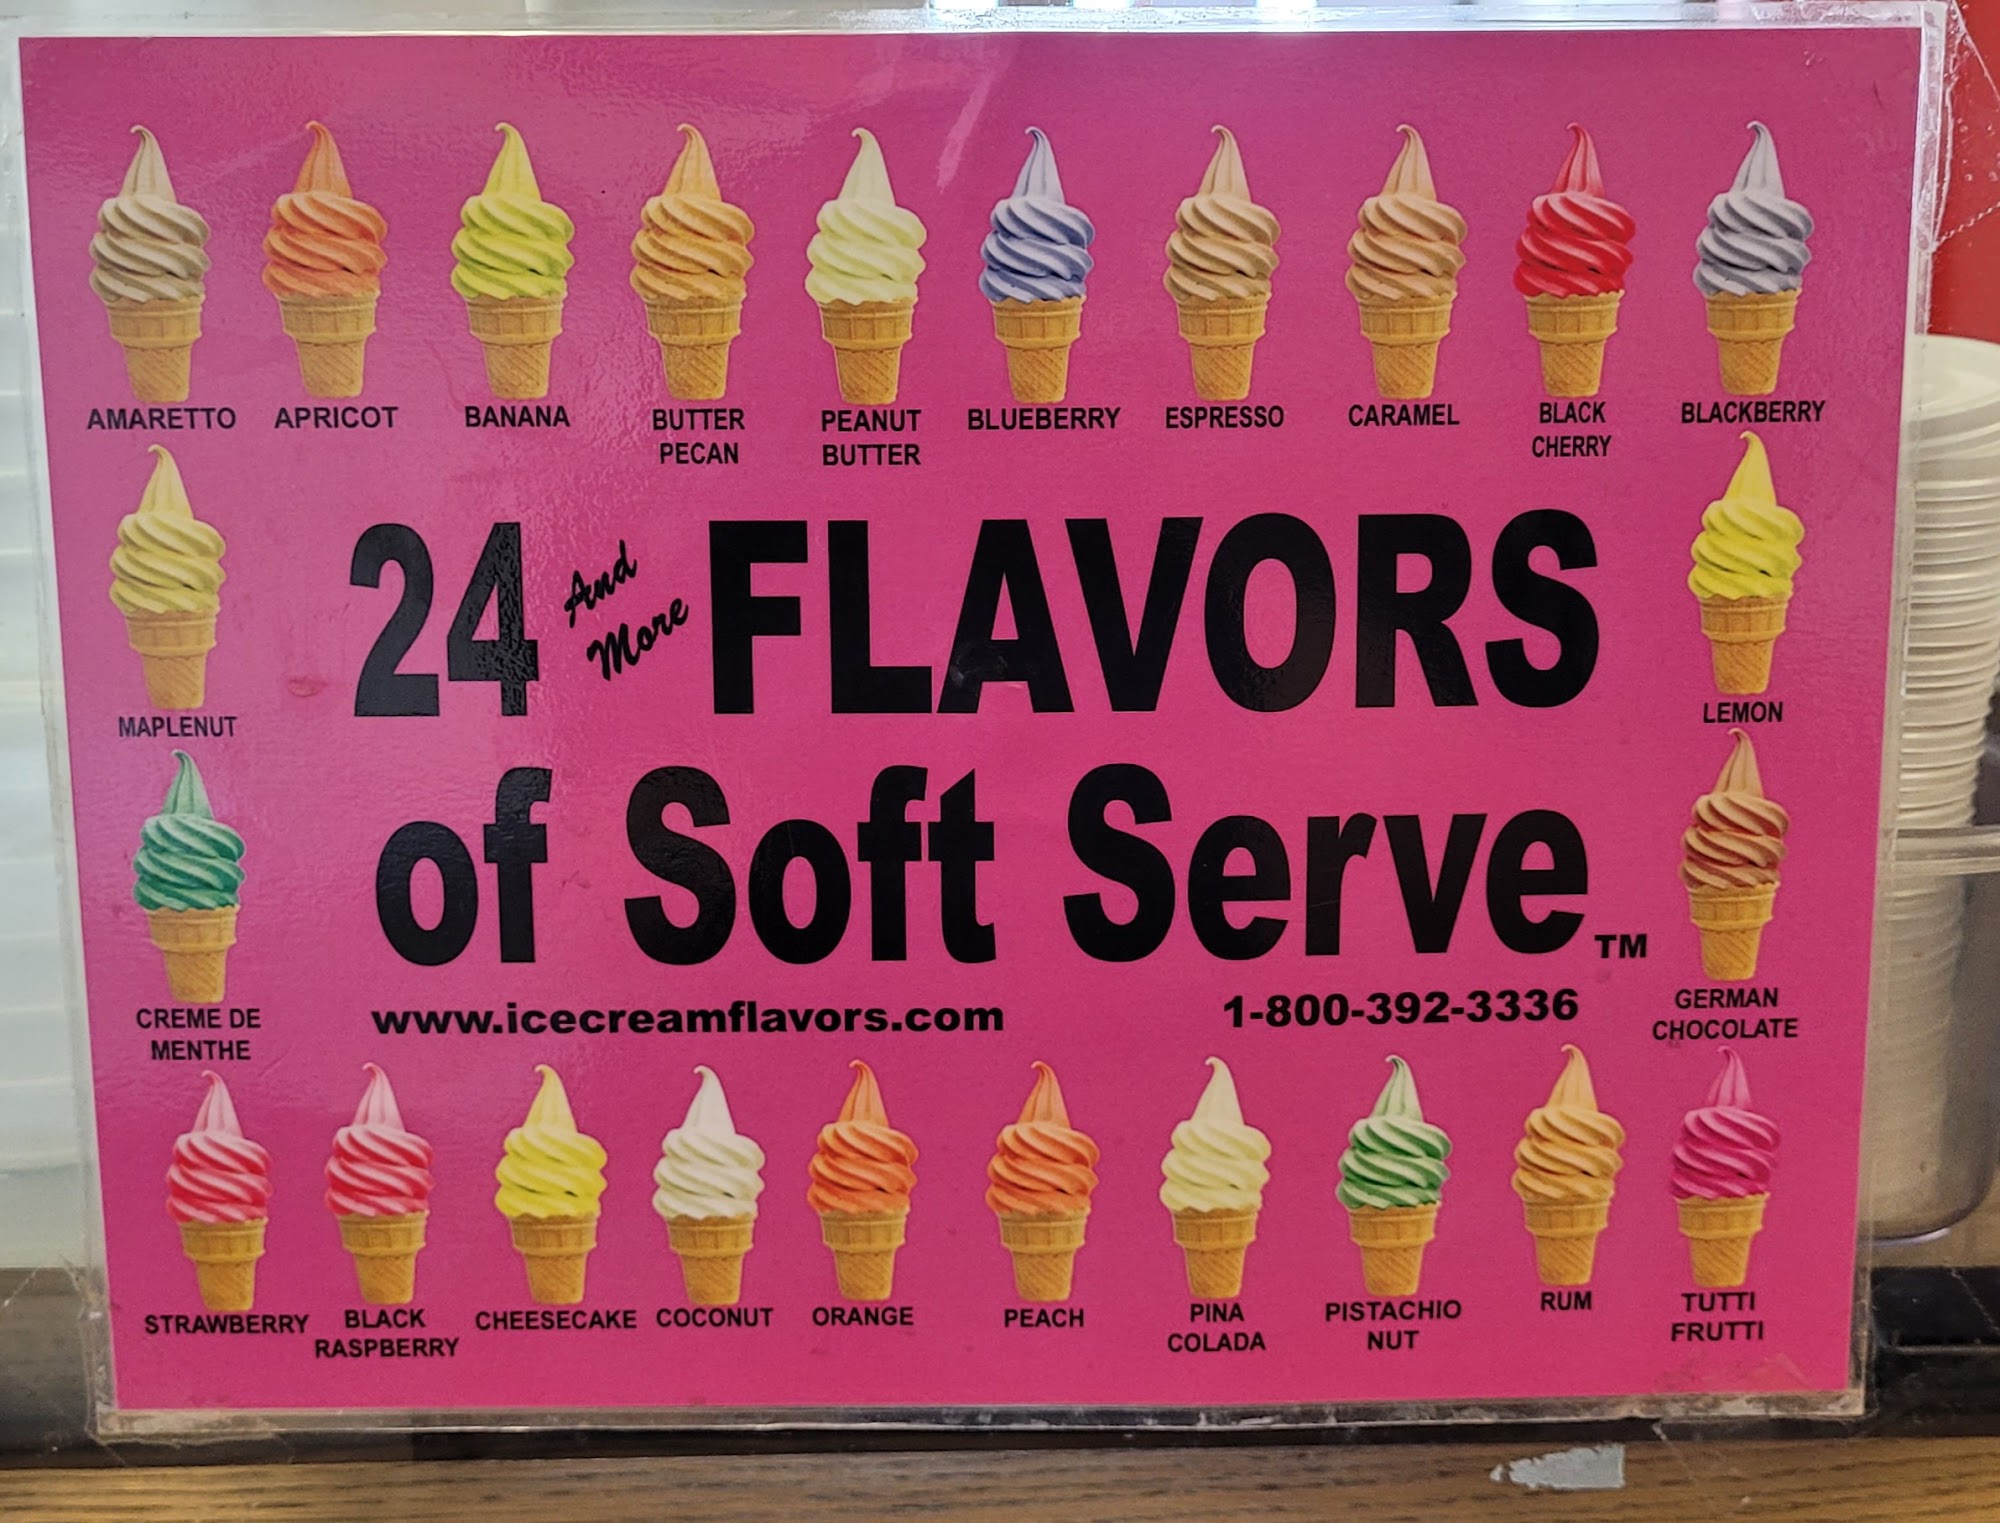 AMARETTO
APRICOT
BANANA
BUTTER
PECAN
PEANUT
BUTTER
BLUEBERRY
ESPRESSO
CARAMEL
BLACK
CHERRY
BLACKBERRY
MAPLENUT
24 And More FLAVORS
LEMON
of Soft Serve TM
CREME DE
MENTHE
www.icecreamflavors.com
1-800-392-3336
GERMAN
CHOCOLATE
STRAWBERRY
BLACK
RASPBERRY
CHEESECAKE
COCONUT
ORANGE
PEACH
PINA
COLADA
PISTACHIO
NUT
RUM
TUTTI
FRUTTI